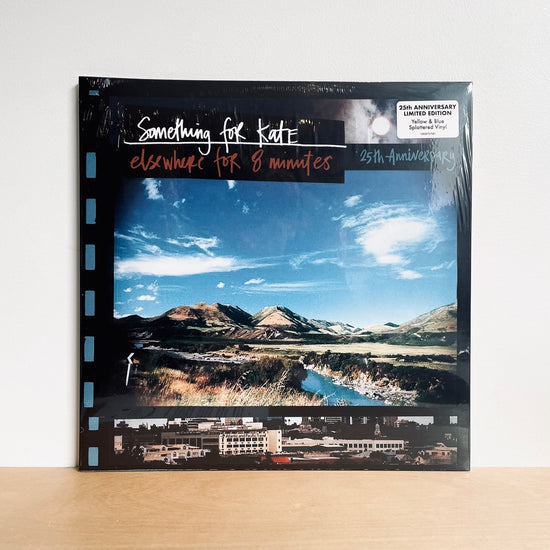 Something for Kate
elsewhere for 8 minutes
25th Anniversary
25th ANNIVERSARY
LIMITED EDITION
Yellow & Blue
Splattered Vinyl